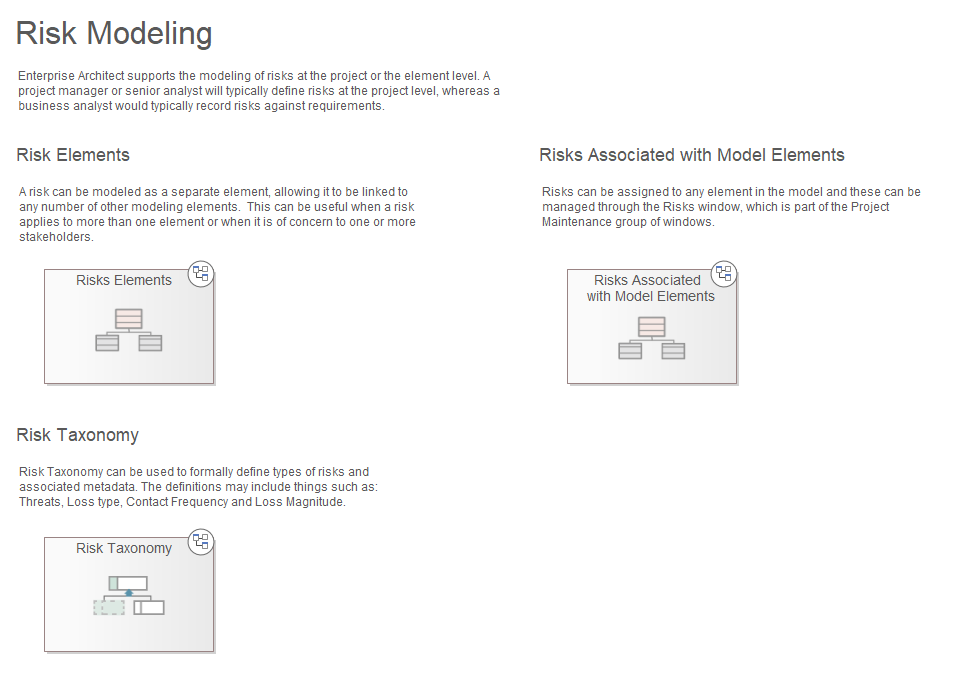 Risk Modeling
Enterprise Architect supports the modeling of risks at the project or the element level. A
project manager or senior analyst will typically define risks at the project level, whereas a
business analyst would typically record risks against requirements.
Risk Elements
A risk can be modeled as a separate element, allowing it to be linked to
any number of other modeling elements.  This can be useful when a risk
applies to more than one element or when it is of concern to one or more
stakeholders.
Risks Elements
Risks Associated with Model Elements
Risks can be assigned to any element in the model and these can be
managed through the Risks window, which is part of the Project
Maintenance group of windows.
Risks Associated
with Model Elements
Risk Taxonomy
Risk Taxonomy can be used to formally define types of risks and
associated metadata. The definitions may include things such as:
Threats, Loss type, Contact Frequency and Loss Magnitude.
Risk Taxonomy